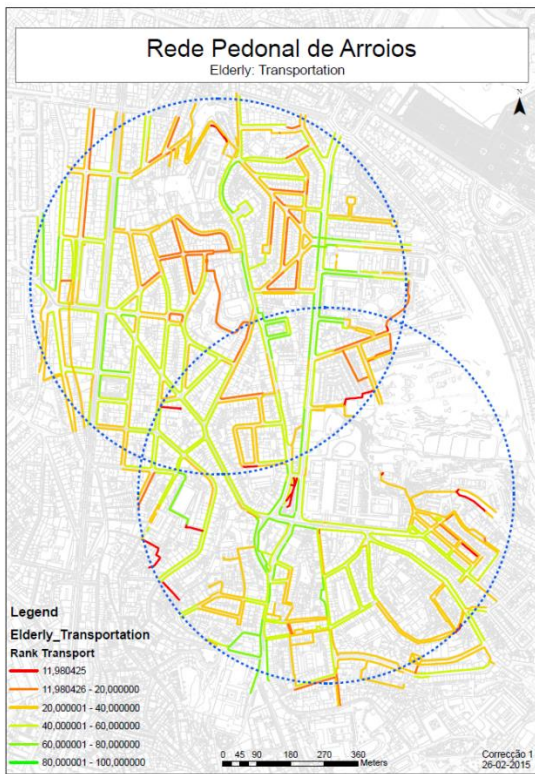 Rede Pedonal de Arroios
Elderly: Transportation
N
Legend
Elderly_Transportation
Rank Transport
11,980425
11,980426 - 20,000000
20,000001 - 40,000000
40,000001 - 60,000000
60,000001 - 80,000000
80,000001 - 100,000000
0 45 90 180 270 360
Meters
Correcção 1
26-02-2015